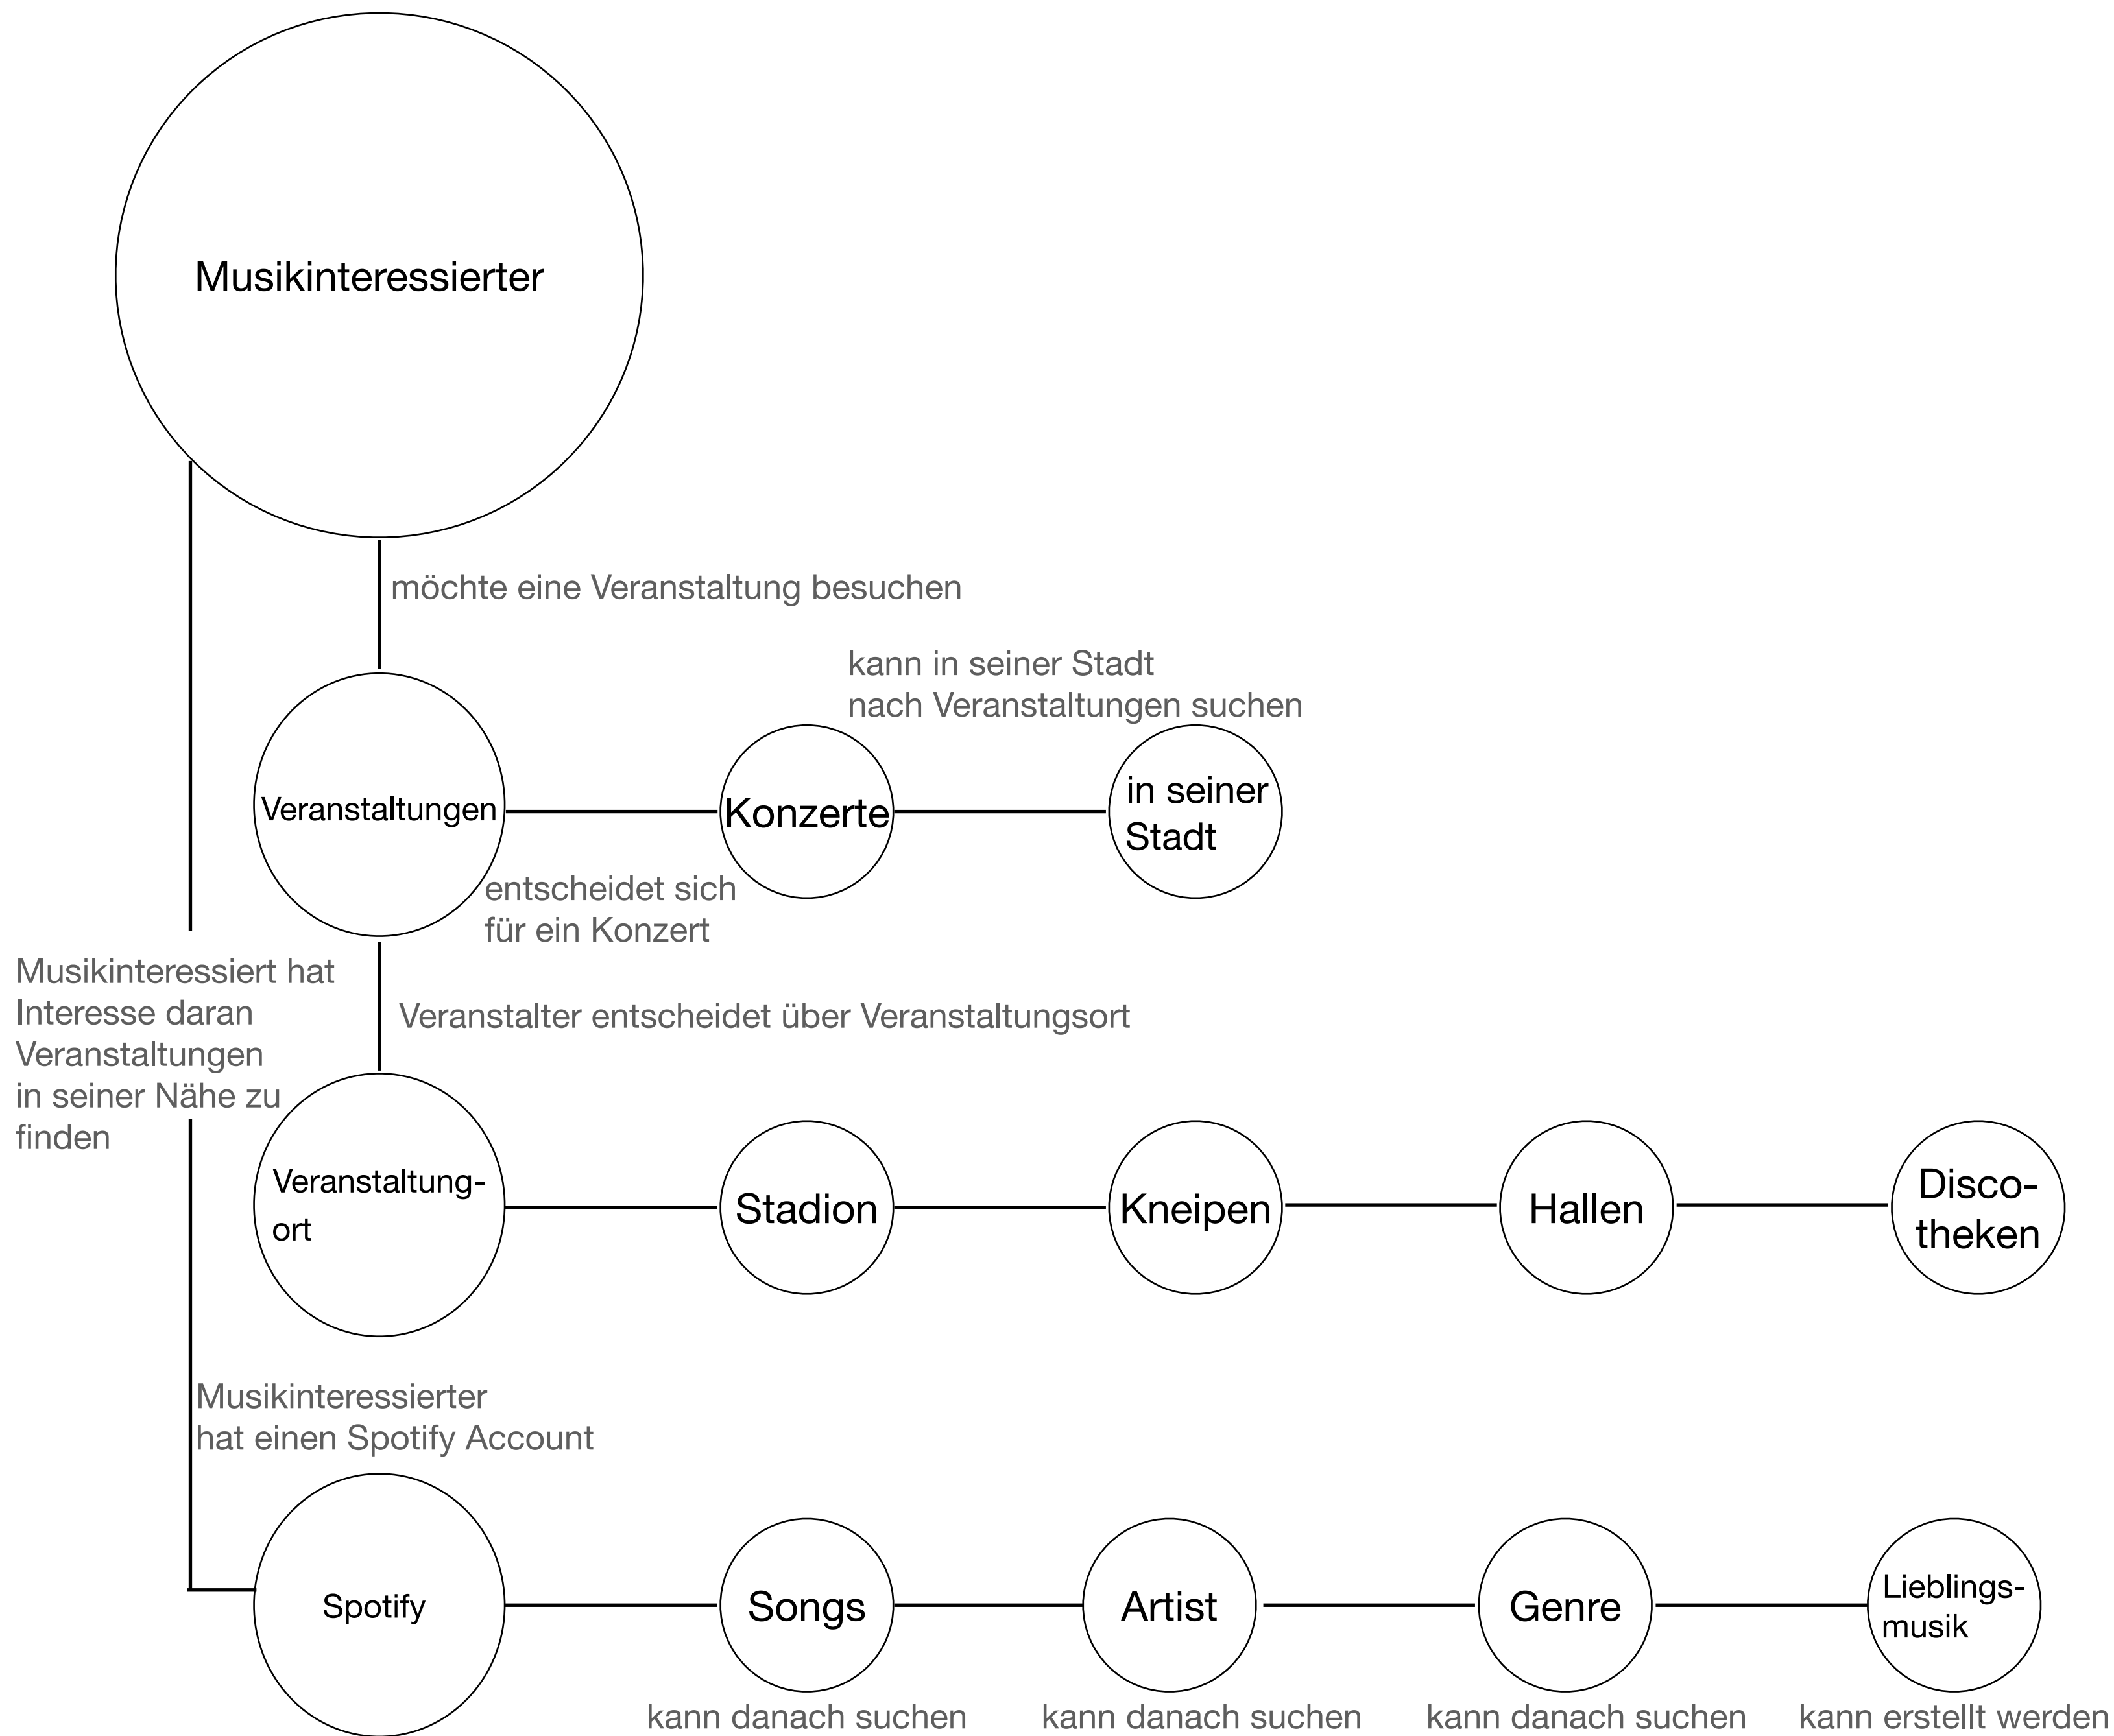 Musikinteressierter
möchte eine Veranstaltung besuchen
kann in seiner Stadt
nach Veranstaltungen suchen
Veranstaltungen
Konzerte
in seiner
Stadt
entscheidet sich
für ein Konzert
Musikinteressiert hat
Interesse daran
Veranstaltungen
in seiner Nähe zu
finden
Veranstalter entscheidet über Veranstaltungsort
Veranstaltung-
ort
Stadion
Kneipen
Hallen
Disco-
theken
Musikinteressierter
hat einen Spotify Account
Spotify
Songs
Artist
Genre
Lieblings-
musik
kann danach suchen
kann danach suchen
kann danach suchen
kann erstellt werden